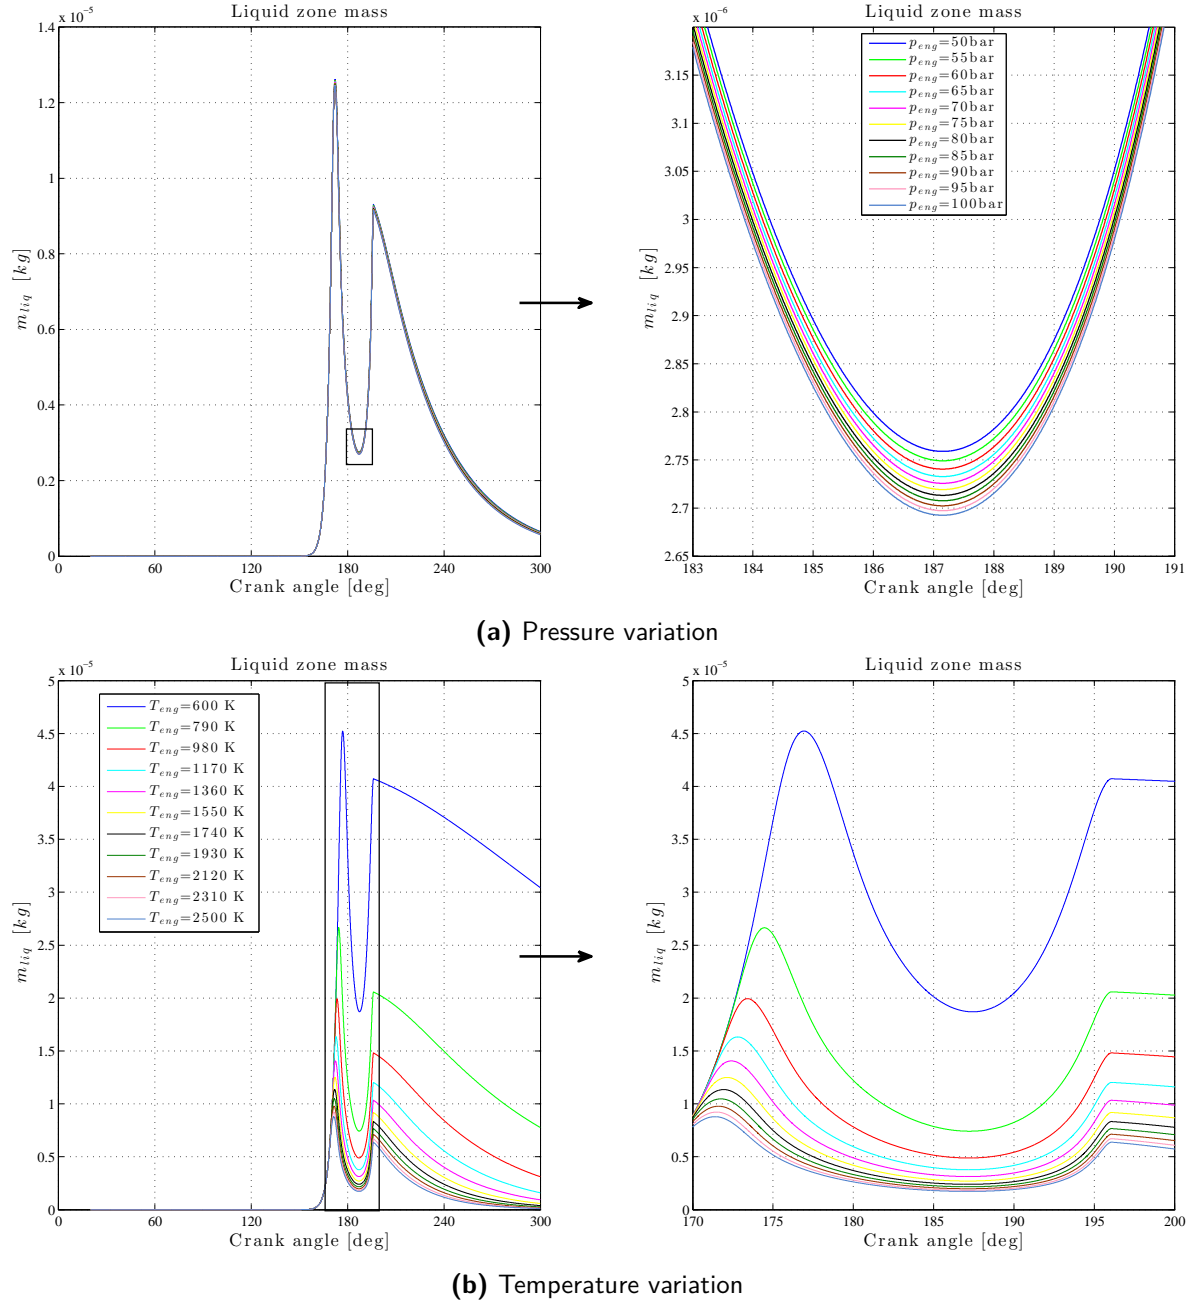 Liquid zone mass
x 10⁻⁵
1.4
1.2
1
0.8
0.6
0.4
0.2
0
m_liq [kg]
0 60 120 180 240 300
Crank angle [deg]
Liquid zone mass
x 10⁻⁶
3.15
3.1
3.05
3
2.95
2.9
2.85
2.8
2.75
2.7
2.65
m_liq [kg]
p_eng=50bar
p_eng=55bar
p_eng=60bar
p_eng=65bar
p_eng=70bar
p_eng=75bar
p_eng=80bar
p_eng=85bar
p_eng=90bar
p_eng=95bar
p_eng=100bar
183 184 185 186 187 188 189 190 191
Crank angle [deg]
(a) Pressure variation
Liquid zone mass
x 10⁻⁵
5
4.5
4
3.5
3
2.5
2
1.5
1
0.5
0
m_liq [kg]
T_eng=600 K
T_eng=790 K
T_eng=980 K
T_eng=1170 K
T_eng=1360 K
T_eng=1550 K
T_eng=1740 K
T_eng=1930 K
T_eng=2120 K
T_eng=2310 K
T_eng=2500 K
0 60 120 180 240 300
Crank angle [deg]
Liquid zone mass
x 10⁻⁵
5
4.5
4
3.5
3
2.5
2
1.5
1
0.5
0
m_liq [kg]
170 175 180 185 190 195 200
Crank angle [deg]
(b) Temperature variation